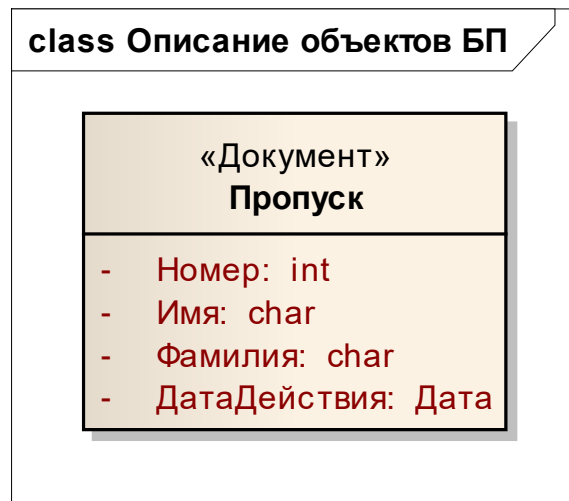 class Описание объектов БП
«Документ»
Пропуск
- Номер: int
- Имя: char
- Фамилия: char
- ДатаДействия: Дата